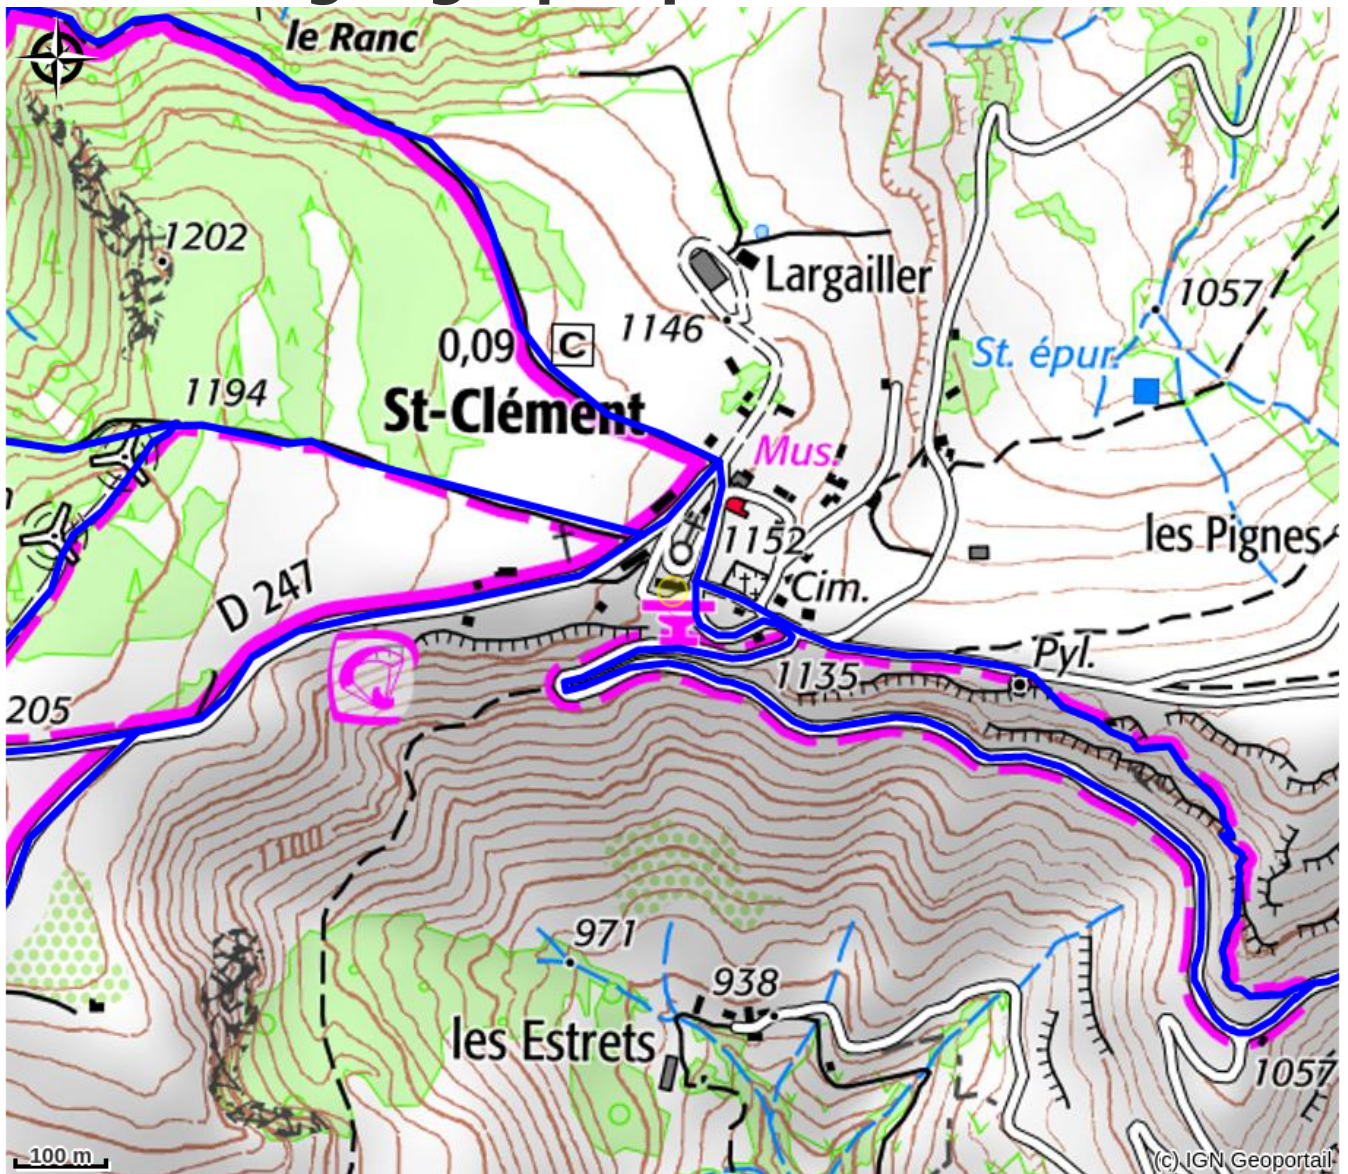 le Ranc
1202
Largailler
1057
0,09 C
1146
St. épur.
1194
St-Clément
Mus.
1152
les Pignes
D 247
Cim.
Pyl.
1135
205
1100
971
938
les Estrets
1057
100 m
(c) IGN Geoportail